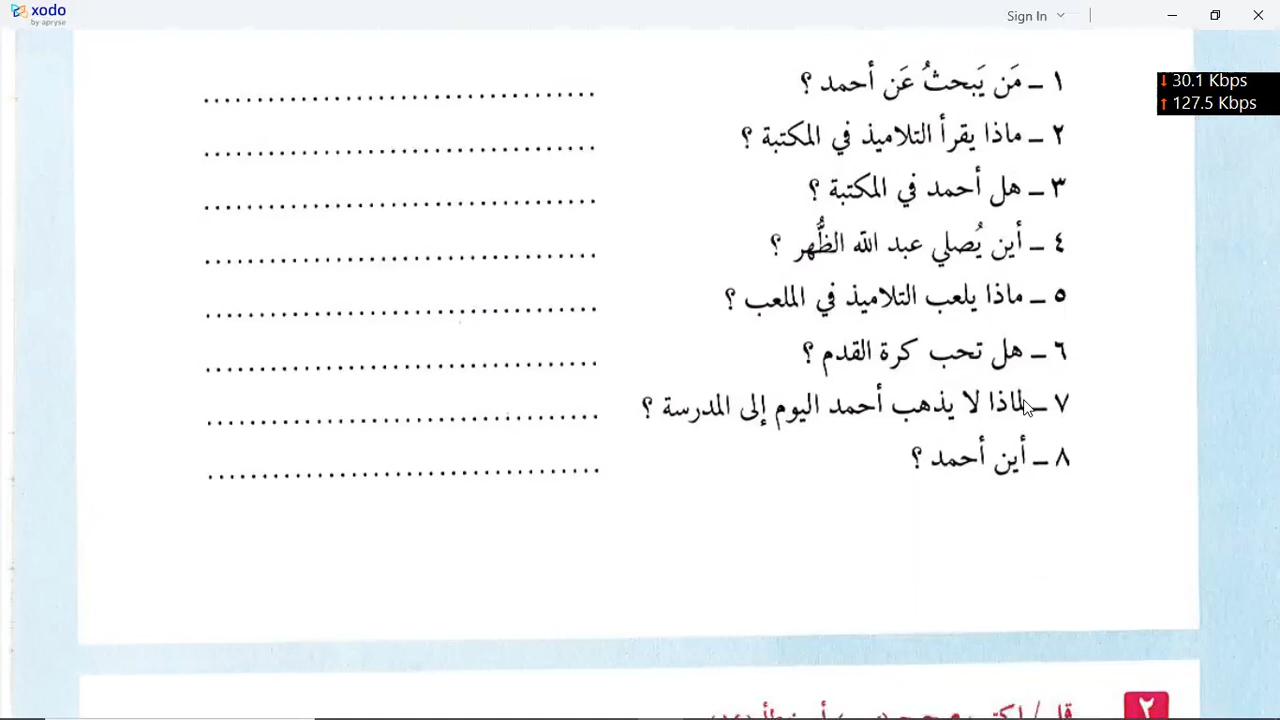 xodo
by apryse
Sign In
30.1 Kbps
127.5 Kbps
١ ـ مَن يَبحثُ عَن أحمد ؟ ..........................................
٢ ـ ماذا يقرأ التلاميذ في المكتبة ؟ ..........................................
٣ ـ هل أحمد في المكتبة ؟ ..........................................
٤ ـ أين يُصلي عبد الله الظُّهر ؟ ..........................................
٥ ـ ماذا يلعب التلاميذ في الملعب ؟ ..........................................
٦ ـ هل تحب كرة القدم ؟ ..........................................
٧ ـ لماذا لا يذهب أحمد اليوم إلى المدرسة ؟ ..........................................
٨ ـ أين أحمد ؟ ..........................................
٢